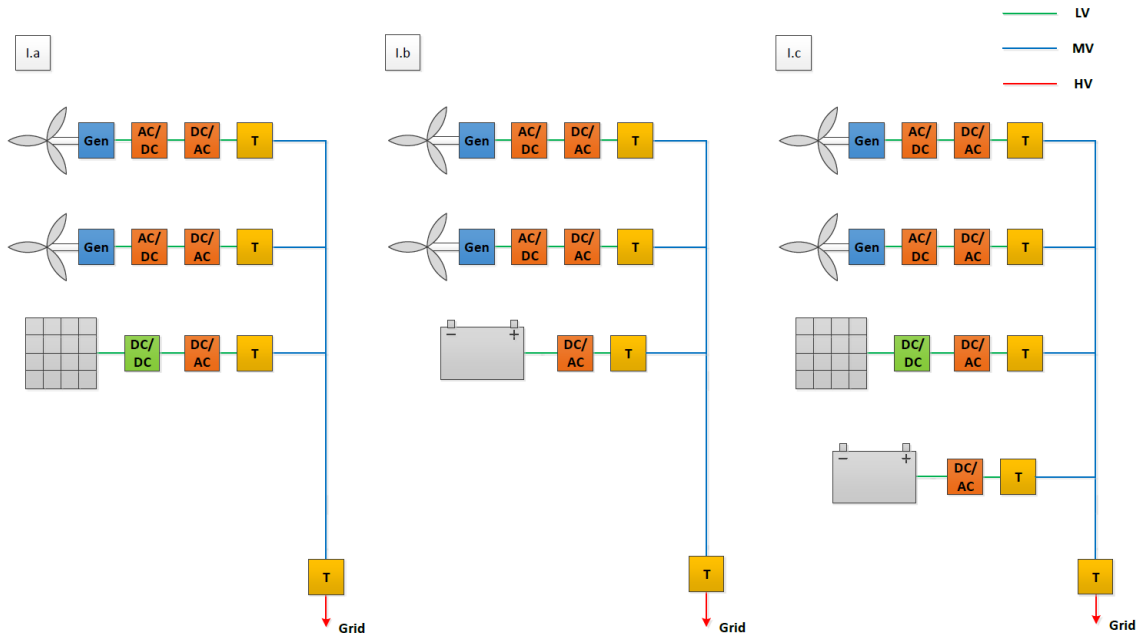 LV
MV
HV
I.a
I.b
I.c
Gen
AC/
DC
DC/
AC
T
Gen
AC/
DC
DC/
AC
T
Gen
AC/
DC
DC/
AC
T
Gen
AC/
DC
DC/
AC
T
Gen
AC/
DC
DC/
AC
T
Gen
AC/
DC
DC/
AC
T
DC/
DC
DC/
AC
T
−
+
DC/
AC
T
DC/
DC
DC/
AC
T
−
+
DC/
AC
T
T
T
T
Grid
Grid
Grid